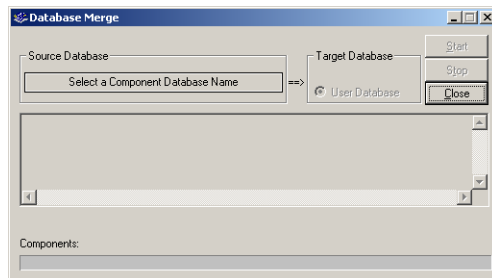 Database Merge
Source Database
Select a Component Database Name
==>
Target Database
User Database
Start
Stop
Close
Components: